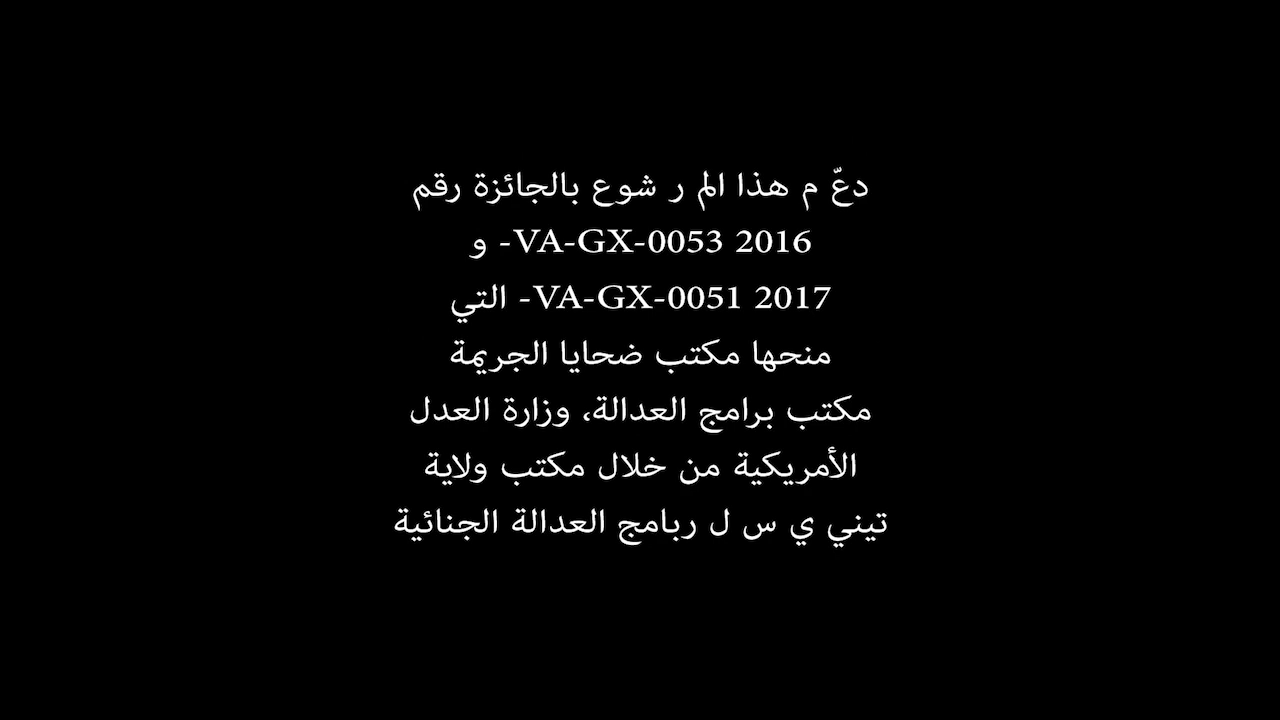 دعّ م هذا الم ر شوع بالجائزة رقم
2016 VA-GX-0053- و
2017 VA-GX-0051- التي
منحها مكتب ضحايا الجريمة
مكتب برامج العدالة، وزارة العدل
الأمريكية من خلال مكتب ولاية
تيني ي س ل ربامج العدالة الجنائية